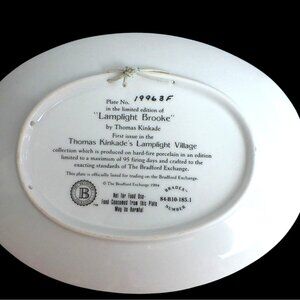 Plate No. 19963F
in the limited edition of
"Lamplight Brooke"
by Thomas Kinkade
First issue in the
Thomas Kinkade's Lamplight Village
collection which is produced on hard-fire porcelain in an edition
limited to a maximum of 95 firing days and crafted to the
exacting standards of The Bradford Exchange.
This plate is officially listed for trading on the Bradford Exchange.
© The Bradford Exchange 1994
B
Not For Food Use-
Food Consumed from this Plate
May be Harmful
BRADEX-
84-B10-185.1
NUMBER